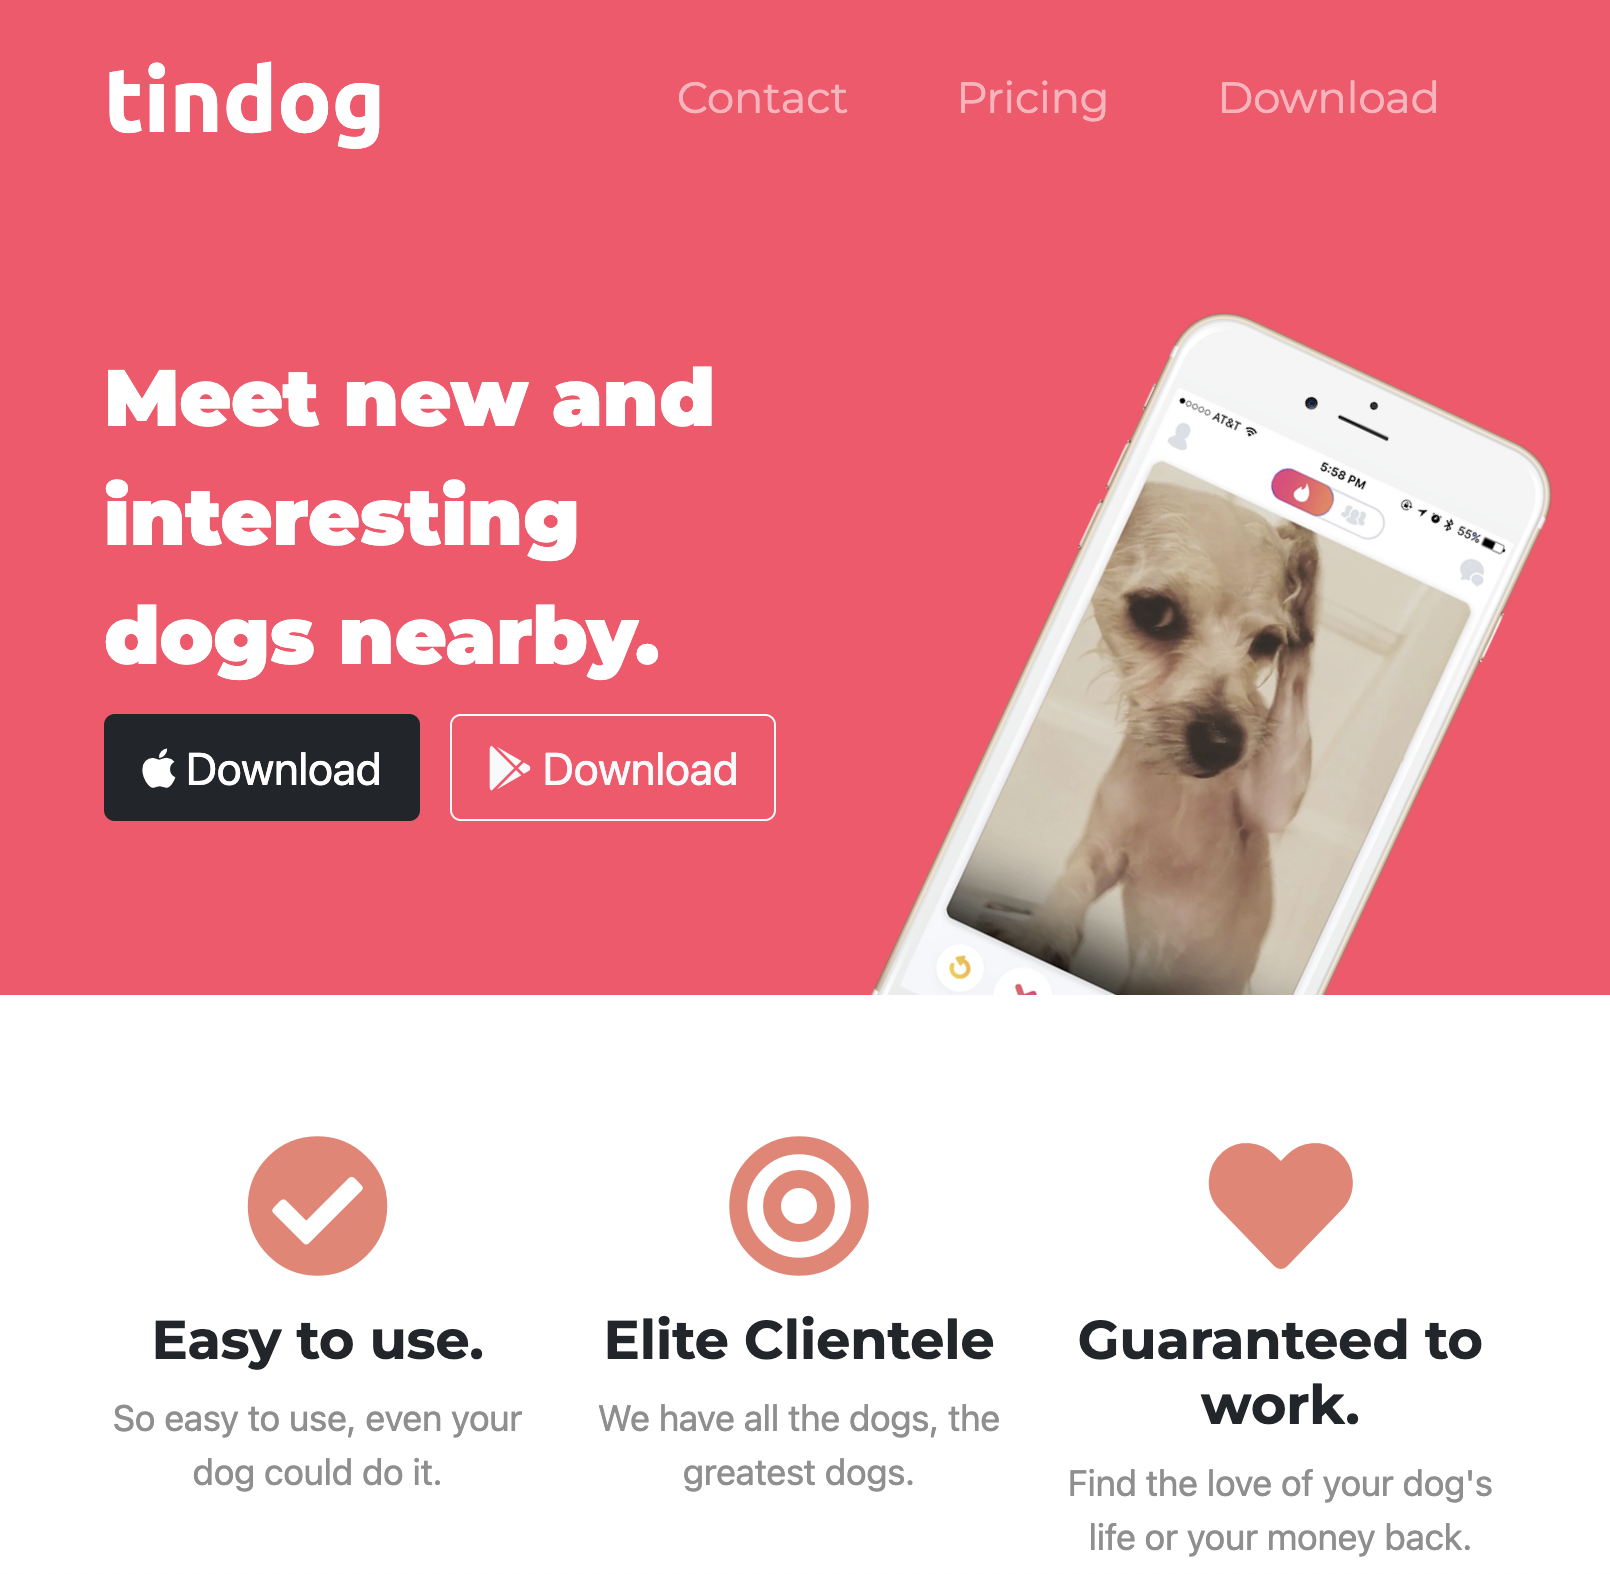 tindog
Contact Pricing Download
Meet new and
interesting
dogs nearby.
Download Download
AT&T
5:58 PM
55%
Easy to use.
So easy to use, even your
dog could do it.
Elite Clientele
We have all the dogs, the
greatest dogs.
Guaranteed to
work.
Find the love of your dog's
life or your money back.